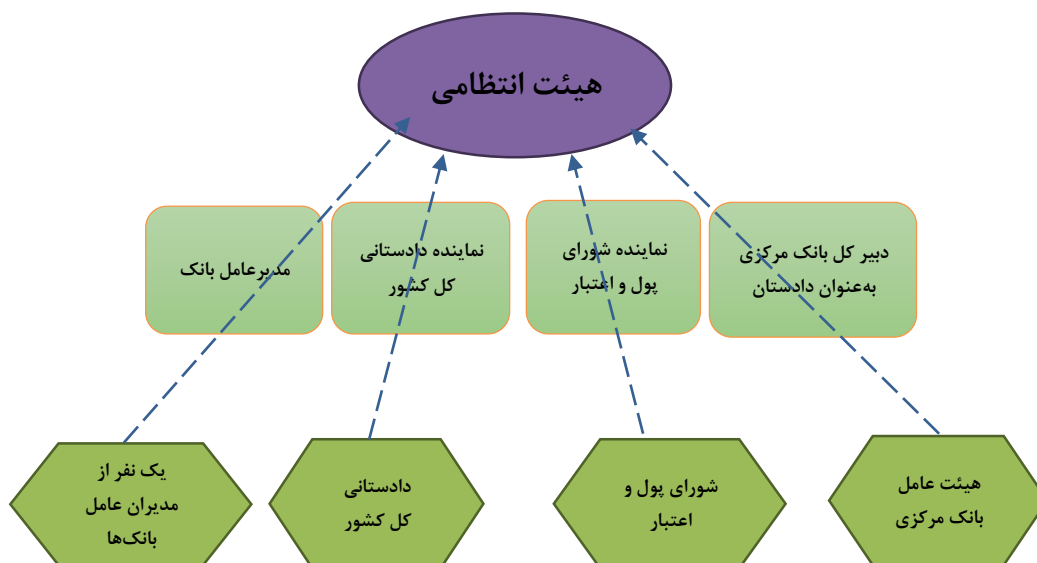 هیئت انتظامی
دبیر کل بانک مرکزی
به‌عنوان دادستان
نماینده شورای
پول و اعتبار
نماینده دادستانی
کل کشور
مدیرعامل بانک
هیئت عامل
بانک مرکزی
شورای پول و
اعتبار
دادستانی
کل کشور
یک نفر از
مدیران عامل
بانک‌ها